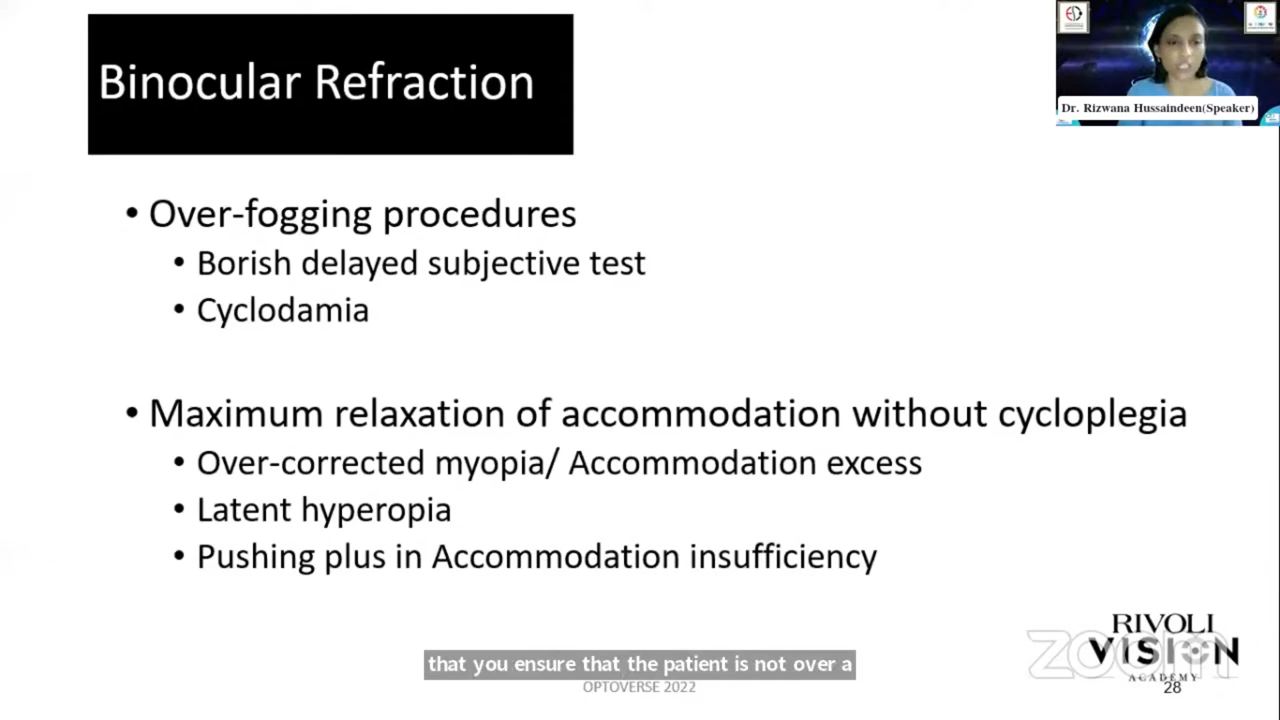 Binocular Refraction
Dr. Rizwana Hussaindeen(Speaker)
• Over-fogging procedures
• Borish delayed subjective test
• Cyclodamia
• Maximum relaxation of accommodation without cycloplegia
• Over-corrected myopia/ Accommodation excess
• Latent hyperopia
• Pushing plus in Accommodation insufficiency
RIVOLI
zoom
VISION
ACADEMY
that you ensure that the patient is not over a
OPTOVERSE 2022
28